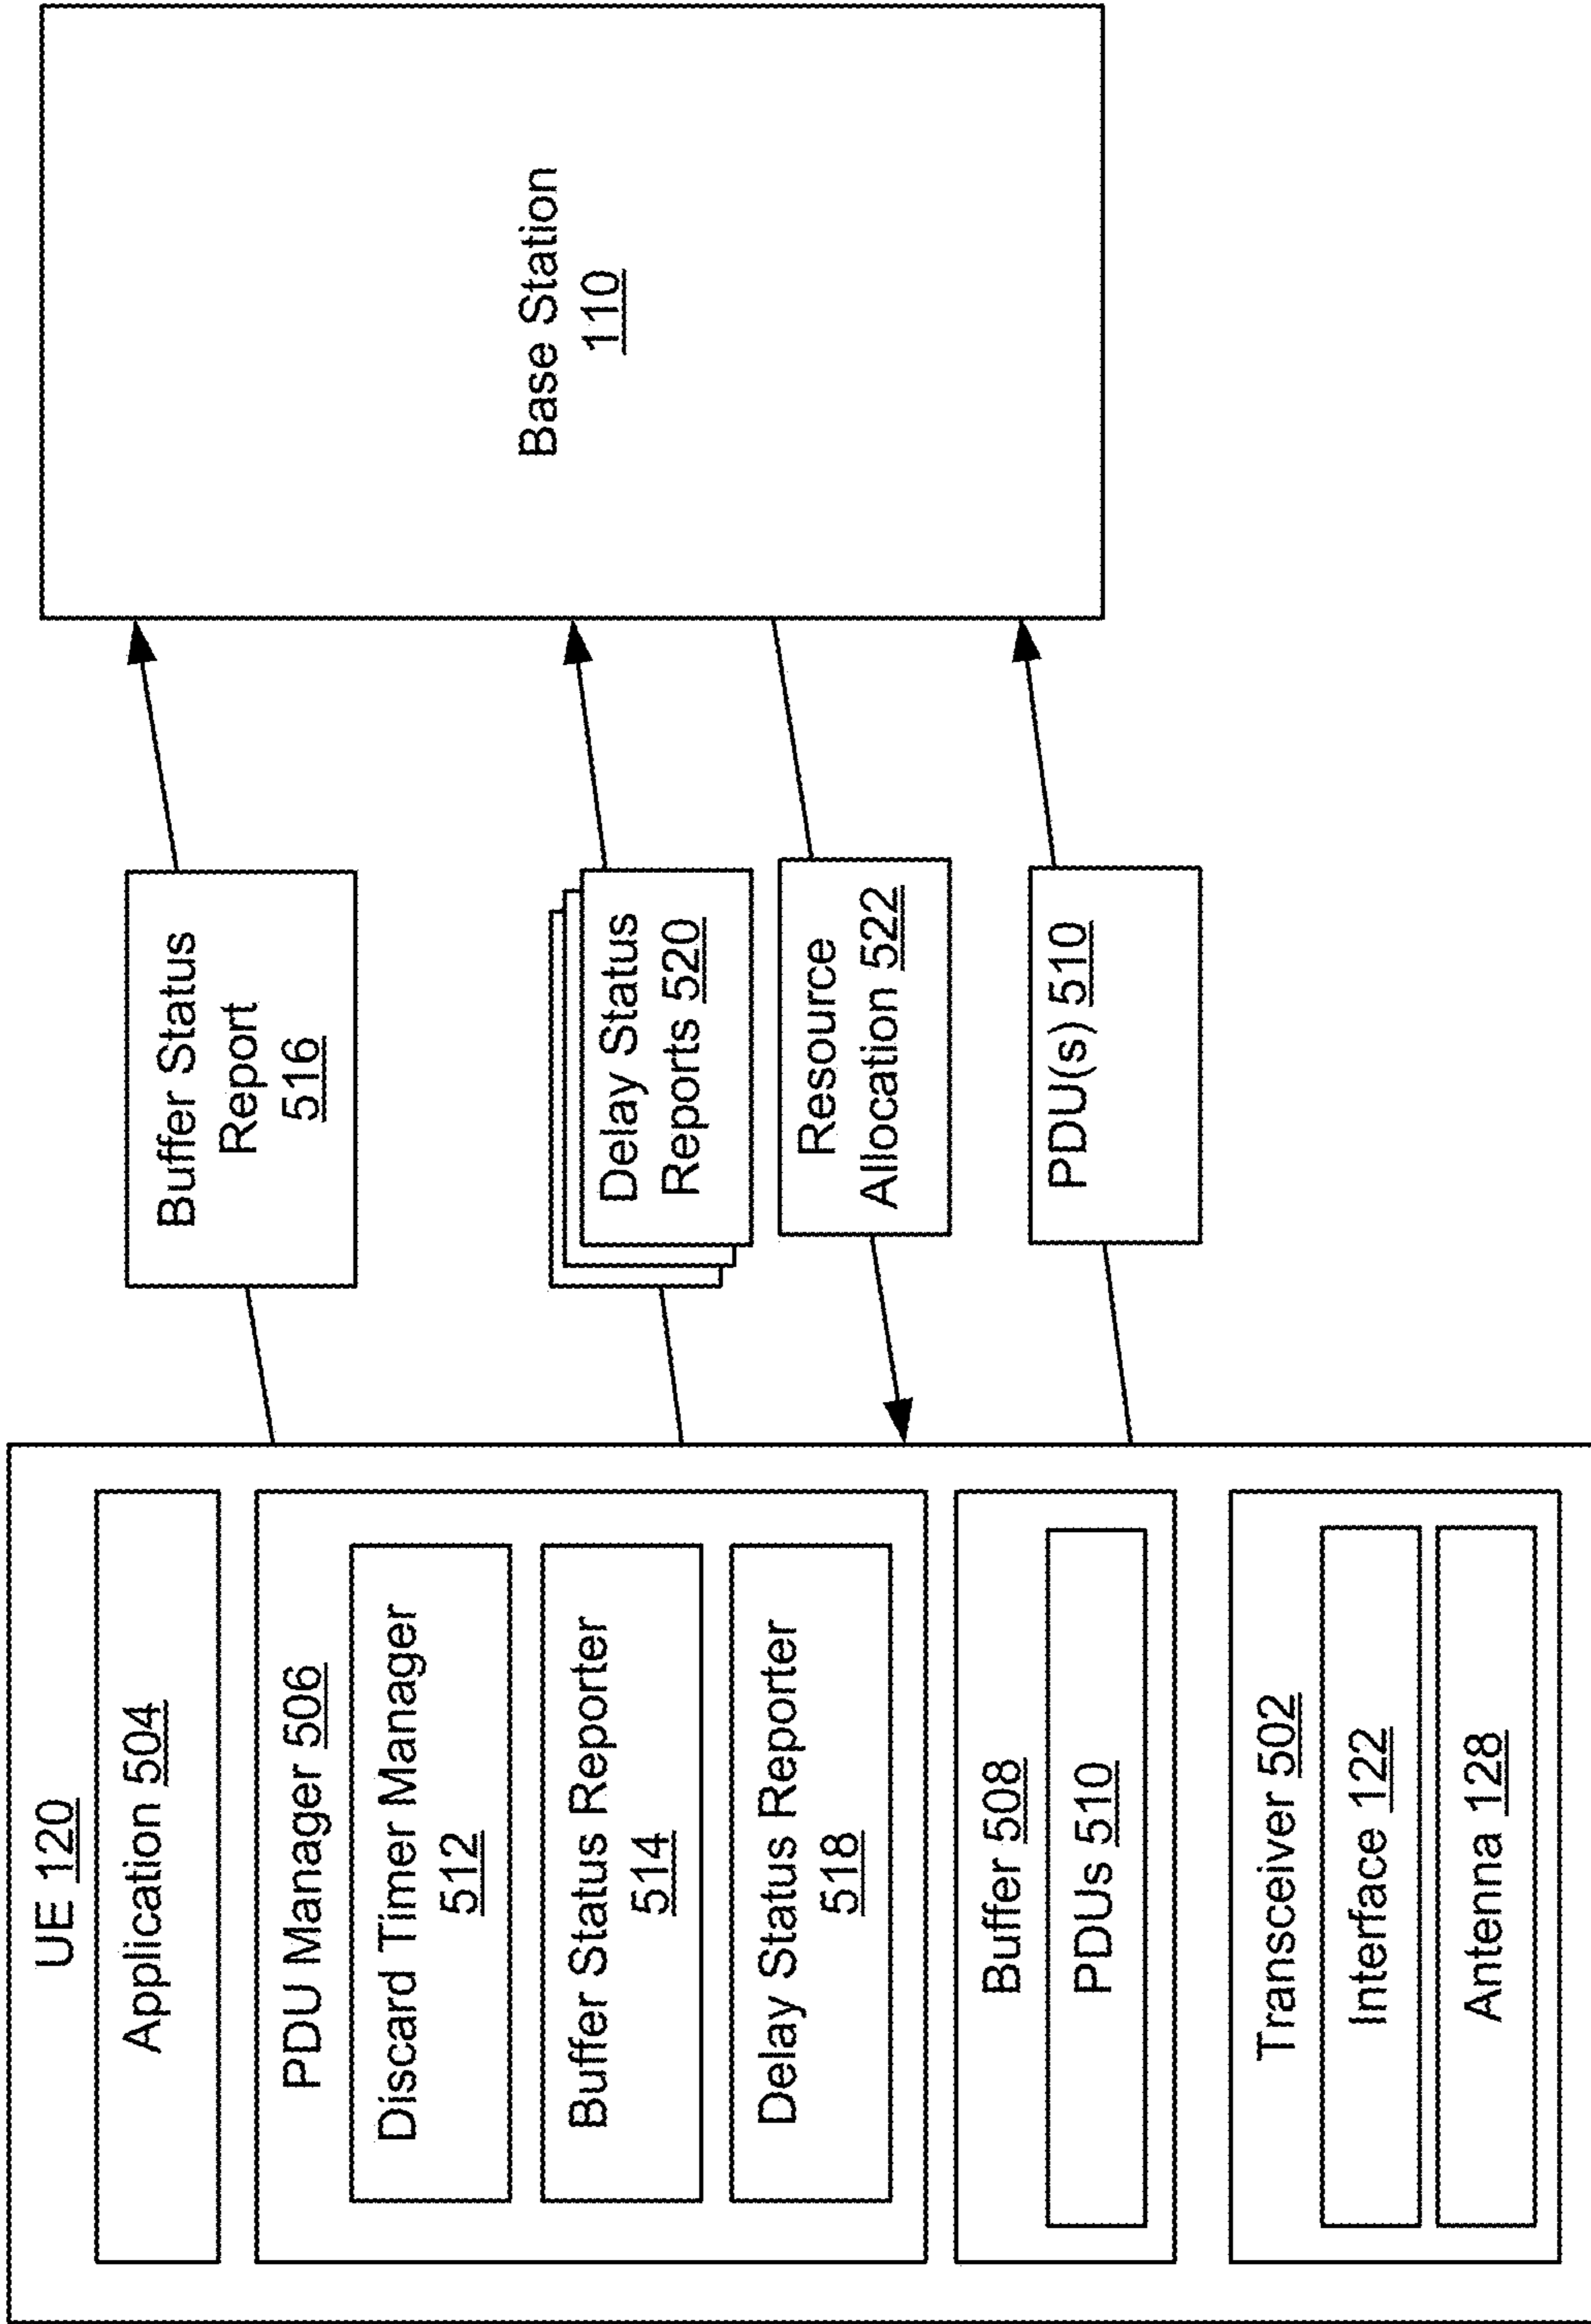 UE 120
Application 504
PDU Manager 506
Discard Timer Manager
512
Buffer Status Reporter
514
Delay Status Reporter
518
Buffer 508
PDUs 510
Transceiver 502
Interface 122
Antenna 128
Buffer Status
Report
516
Delay Status
Reports 520
Resource
Allocation 522
PDU(s) 510
Base Station
110